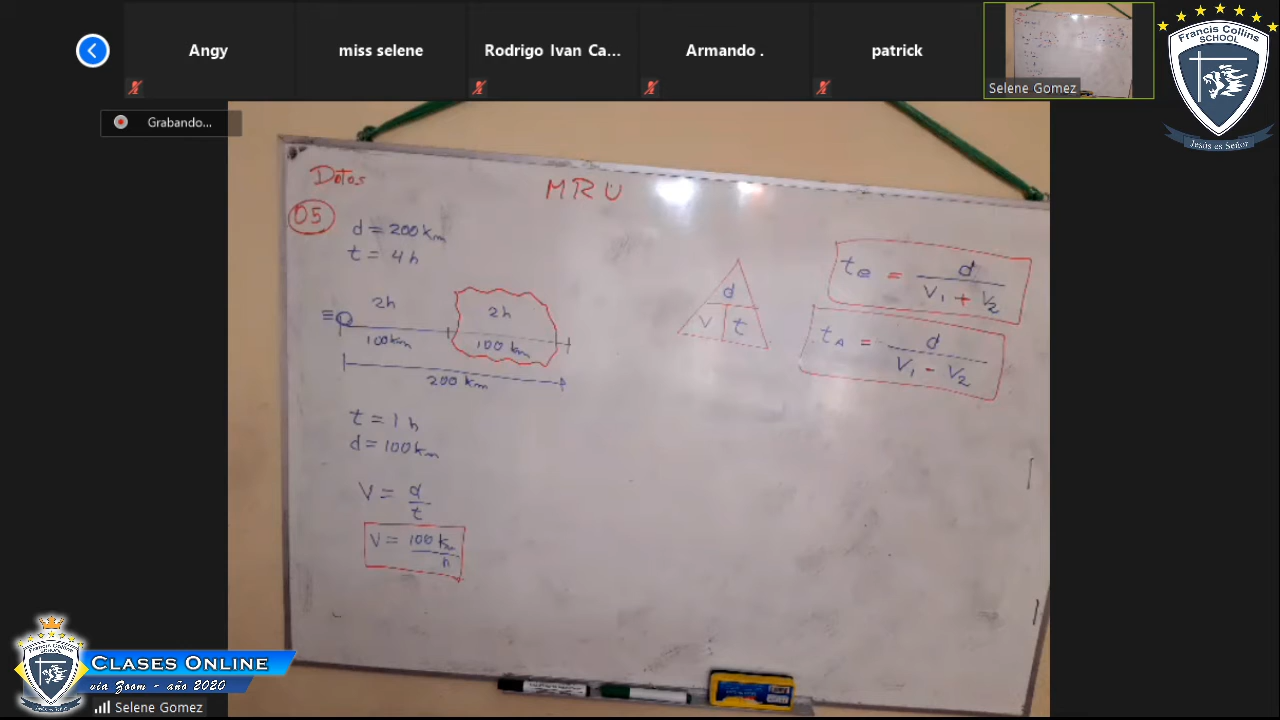 Angy
miss selene
Rodrigo Ivan Ca...
Armando .
patrick
Selene Gomez
Francis Collins
SCHOOL
Jesús es Señor
Grabando...
Datos
MRU
05
d = 200 km
t = 4 h
2h
2h
100 km
100 km
200 km
t = 1 h
d = 100 km
V = d/t
V = 100 km/h
d
V t
te = d/(V1 + V2)
tA = d/(V1 - V2)
CLASES ONLINE
vía Zoom - año 2020
Selene Gomez